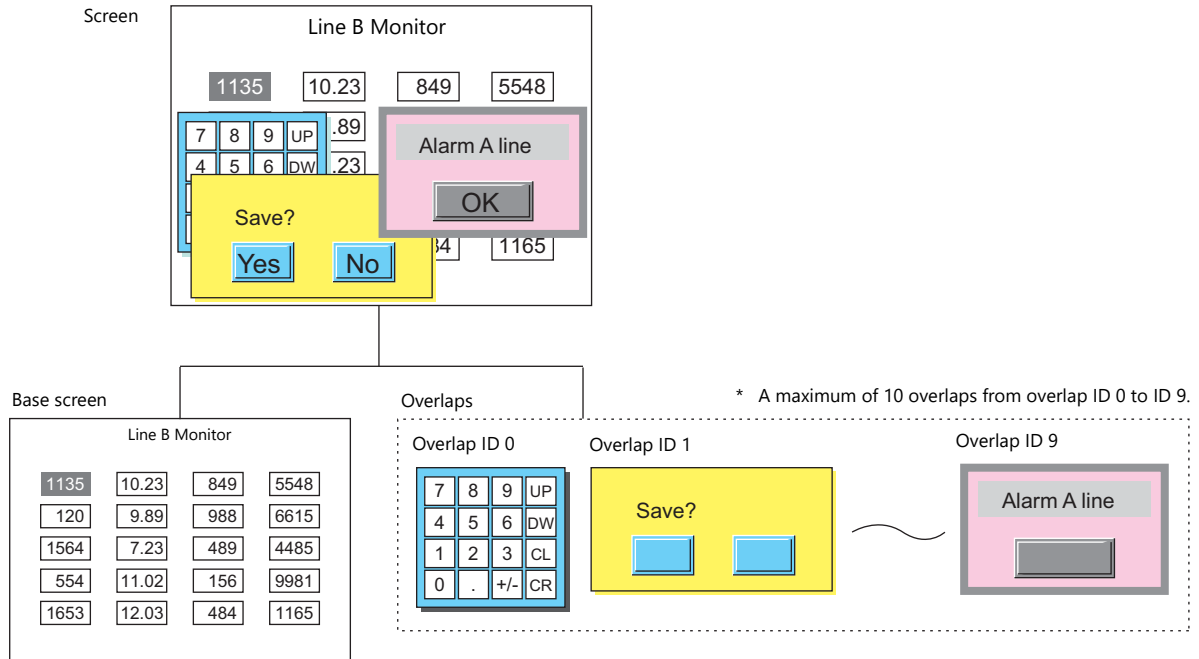 Screen
Line B Monitor
1135 10.23 849 5548
7 8 9 UP .89
4 5 6 DW .23
Alarm A line
OK
Save?
Yes No
34 1165
Base screen
Line B Monitor
1135 10.23 849 5548
120 9.89 988 6615
1564 7.23 489 4485
554 11.02 156 9981
1653 12.03 484 1165
Overlaps
* A maximum of 10 overlaps from overlap ID 0 to ID 9.
Overlap ID 0
7 8 9 UP
4 5 6 DW
1 2 3 CL
0 . +/- CR
Overlap ID 1
Save?
Overlap ID 9
Alarm A line